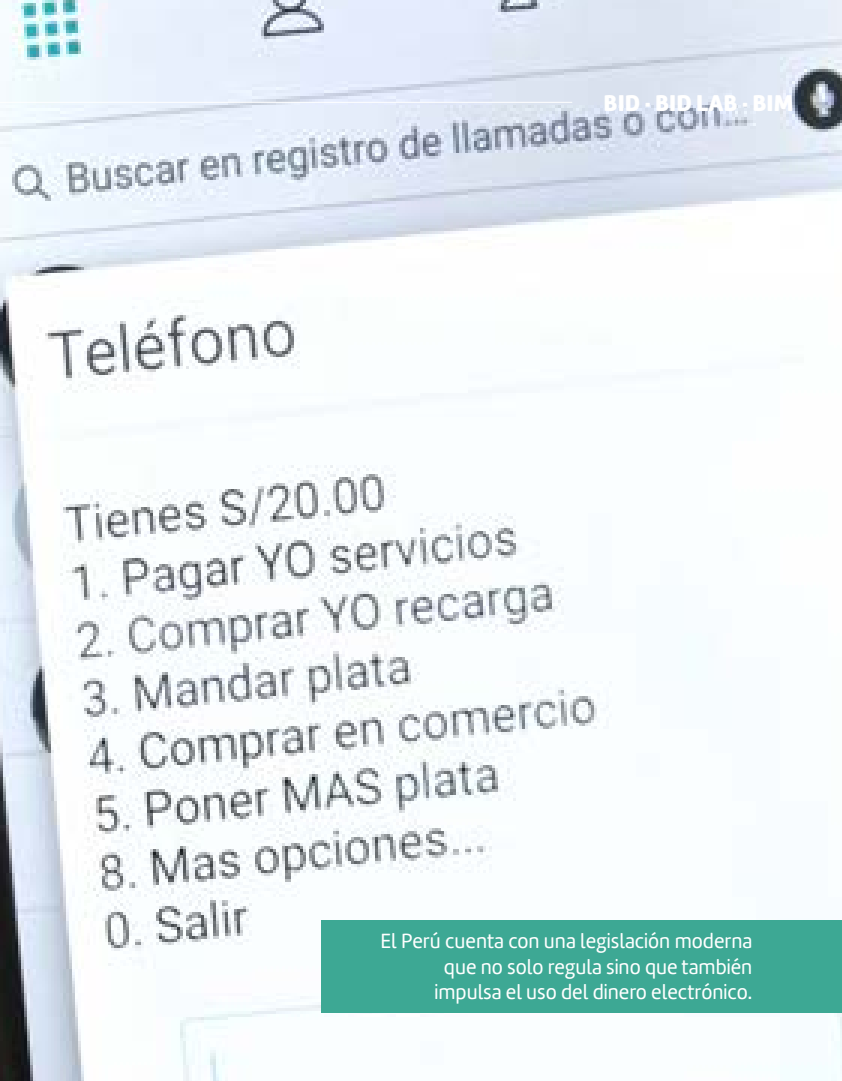 BID · BID LAB · BIM
Buscar en registro de llamadas o con...
Teléfono
Tienes S/20.00
1. Pagar YO servicios
2. Comprar YO recarga
3. Mandar plata
4. Comprar en comercio
5. Poner MAS plata
8. Mas opciones...
0. Salir
El Perú cuenta con una legislación moderna
que no solo regula sino que también
impulsa el uso del dinero electrónico.